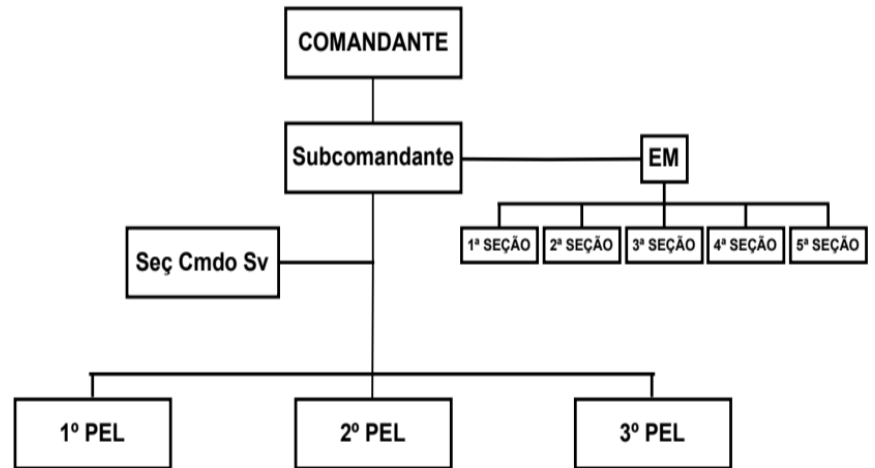 COMANDANTE
Subcomandante
EM
1ª SEÇÃO
2ª SEÇÃO
3ª SEÇÃO
4ª SEÇÃO
5ª SEÇÃO
Seç Cmdo Sv
1º PEL
2º PEL
3º PEL